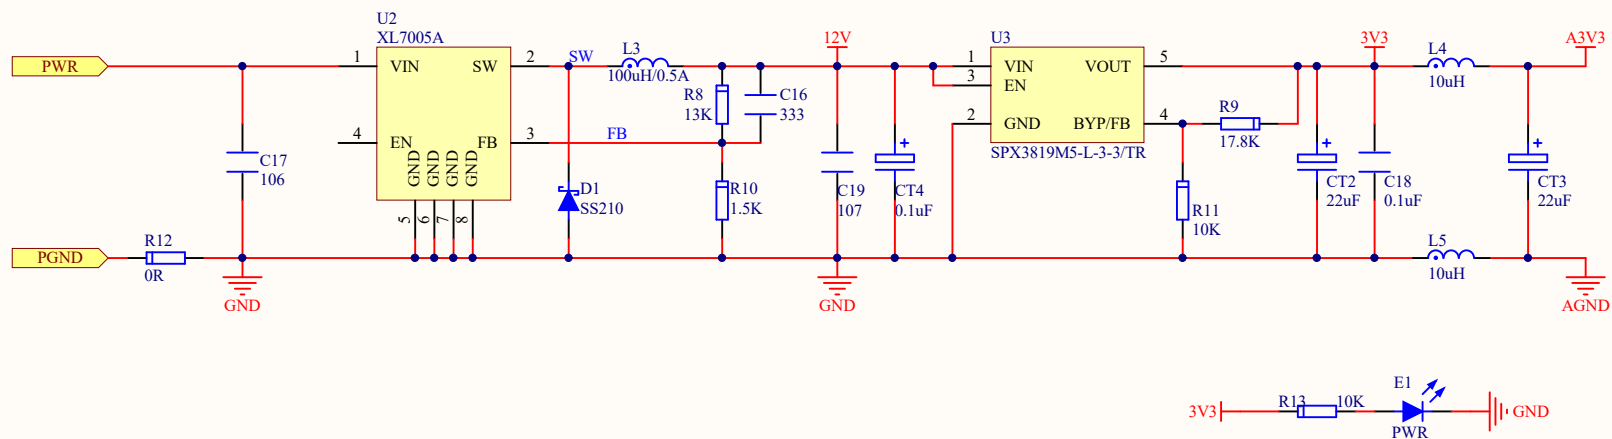 U2
XL7005A
PWR
1
VIN
SW
2
SW
L3
100uH/0.5A
12V
U3
1
VIN
VOUT
5
3V3
L4
10uH
A3V3
3
EN
R8
13K
C16
333
2
GND
BYP/FB
4
R9
17.8K
SPX3819M5-L-3-3/TR
4
EN
FB
3
FB
GND
GND
GND
GND
C17
106
D1
SS210
R10
1.5K
C19
107
+
CT4
0.1uF
R11
10K
+
CT2
22uF
C18
0.1uF
+
CT3
22uF
5
6
7
8
PGND
R12
0R
GND
GND
L5
10uH
AGND
3V3
R13
10K
E1
PWR
GND